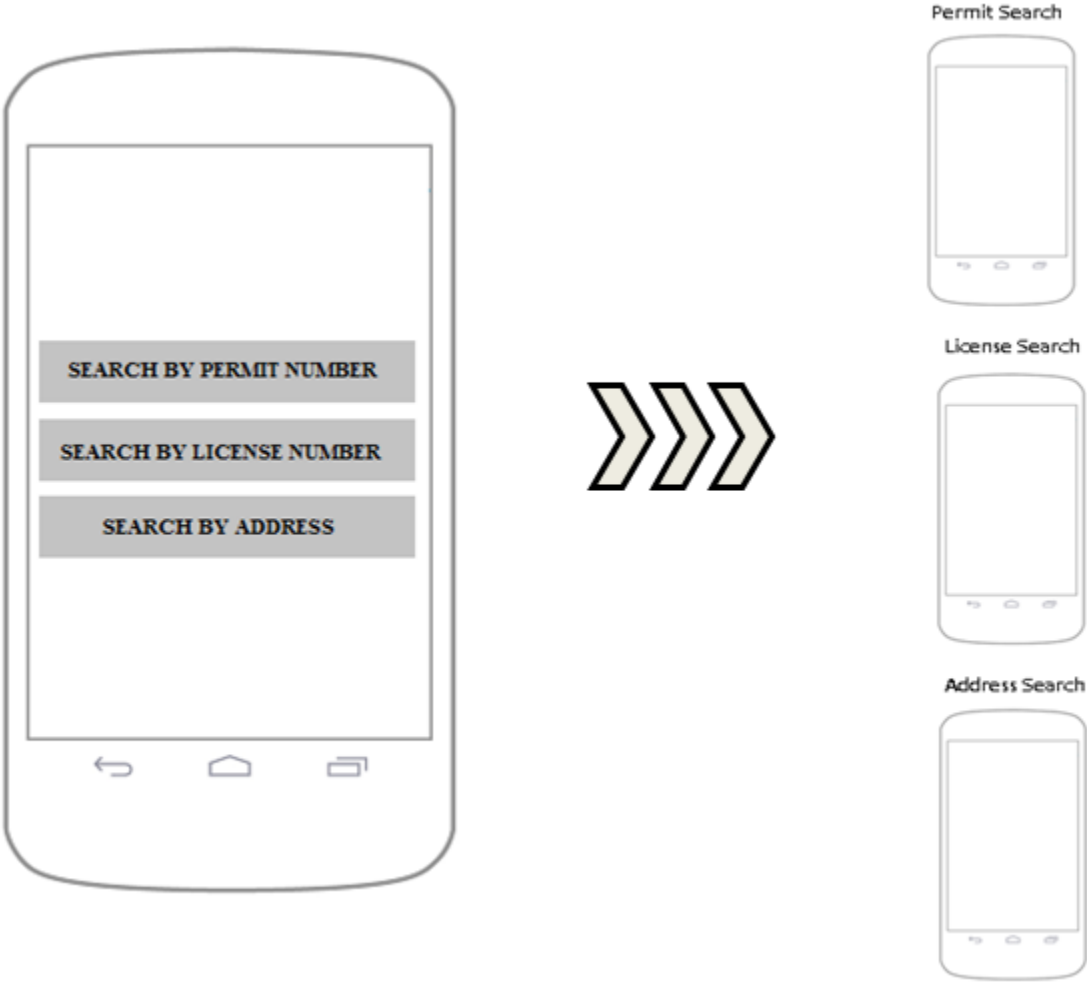 SEARCH BY PERMIT NUMBER
SEARCH BY LICENSE NUMBER
SEARCH BY ADDRESS
Permit Search
License Search
Address Search